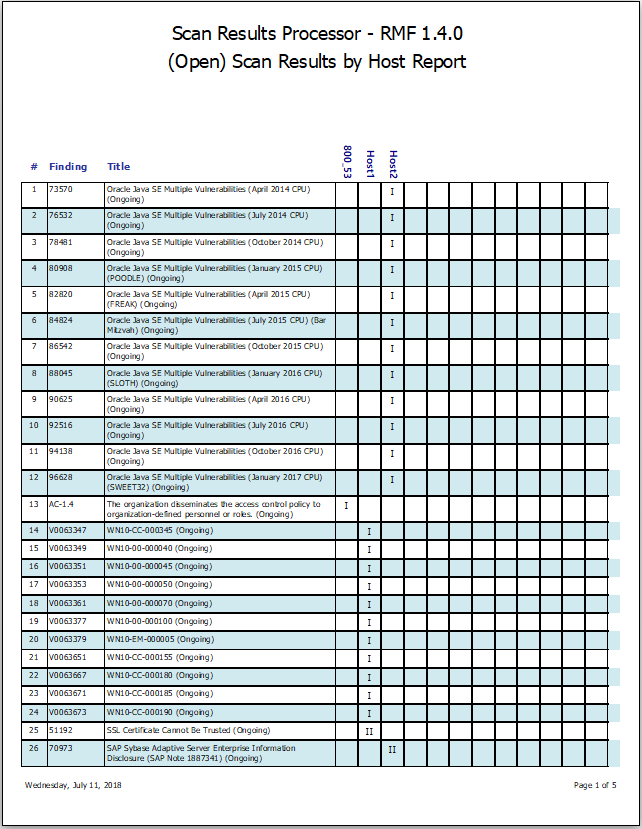 Scan Results Processor - RMF 1.4.0
(Open) Scan Results by Host Report
# Finding Title 800_53 Host1 Host2
1 73570 Oracle Java SE Multiple Vulnerabilities (April 2014 CPU) I
(Ongoing)
2 76532 Oracle Java SE Multiple Vulnerabilities (July 2014 CPU) I
(Ongoing)
3 78481 Oracle Java SE Multiple Vulnerabilities (October 2014 CPU) I
(Ongoing)
4 80908 Oracle Java SE Multiple Vulnerabilities (January 2015 CPU) I
(POODLE) (Ongoing)
5 82820 Oracle Java SE Multiple Vulnerabilities (April 2015 CPU) I
(FREAK) (Ongoing)
6 84824 Oracle Java SE Multiple Vulnerabilities (July 2015 CPU) (Bar I
Mitzvah) (Ongoing)
7 86542 Oracle Java SE Multiple Vulnerabilities (October 2015 CPU) I
(Ongoing)
8 88045 Oracle Java SE Multiple Vulnerabilities (January 2016 CPU) I
(SLOTH) (Ongoing)
9 90625 Oracle Java SE Multiple Vulnerabilities (April 2016 CPU) I
(Ongoing)
10 92516 Oracle Java SE Multiple Vulnerabilities (July 2016 CPU) I
(Ongoing)
11 94138 Oracle Java SE Multiple Vulnerabilities (October 2016 CPU) I
(Ongoing)
12 96628 Oracle Java SE Multiple Vulnerabilities (January 2017 CPU) I
(SWEET32) (Ongoing)
13 AC-1.4 The organization disseminates the access control policy to I
organization-defined personnel or roles. (Ongoing)
14 V0063347 WN10-CC-000345 (Ongoing) I
15 V0063349 WN10-00-000040 (Ongoing) I
16 V0063351 WN10-00-000045 (Ongoing) I
17 V0063353 WN10-00-000050 (Ongoing) I
18 V0063361 WN10-00-000070 (Ongoing) I
19 V0063377 WN10-00-000100 (Ongoing) I
20 V0063379 WN10-EM-000005 (Ongoing) I
21 V0063651 WN10-CC-000155 (Ongoing) I
22 V0063667 WN10-CC-000180 (Ongoing) I
23 V0063671 WN10-CC-000185 (Ongoing) I
24 V0063673 WN10-CC-000190 (Ongoing) I
25 51192 SSL Certificate Cannot Be Trusted (Ongoing) II
26 70973 SAP Sybase Adaptive Server Enterprise Information II
Disclosure (SAP Note 1887341) (Ongoing)
Wednesday, July 11, 2018 Page 1 of 5